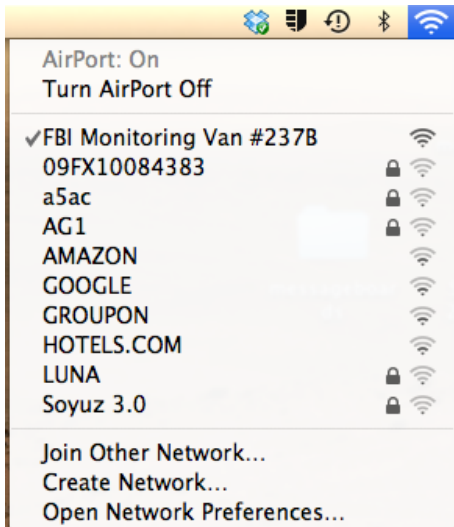 AirPort: On
Turn AirPort Off
FBI Monitoring Van #237B
09FX10084383
a5ac
AG1
AMAZON
GOOGLE
GROUPON
HOTELS.COM
LUNA
Soyuz 3.0
Join Other Network…
Create Network…
Open Network Preferences…